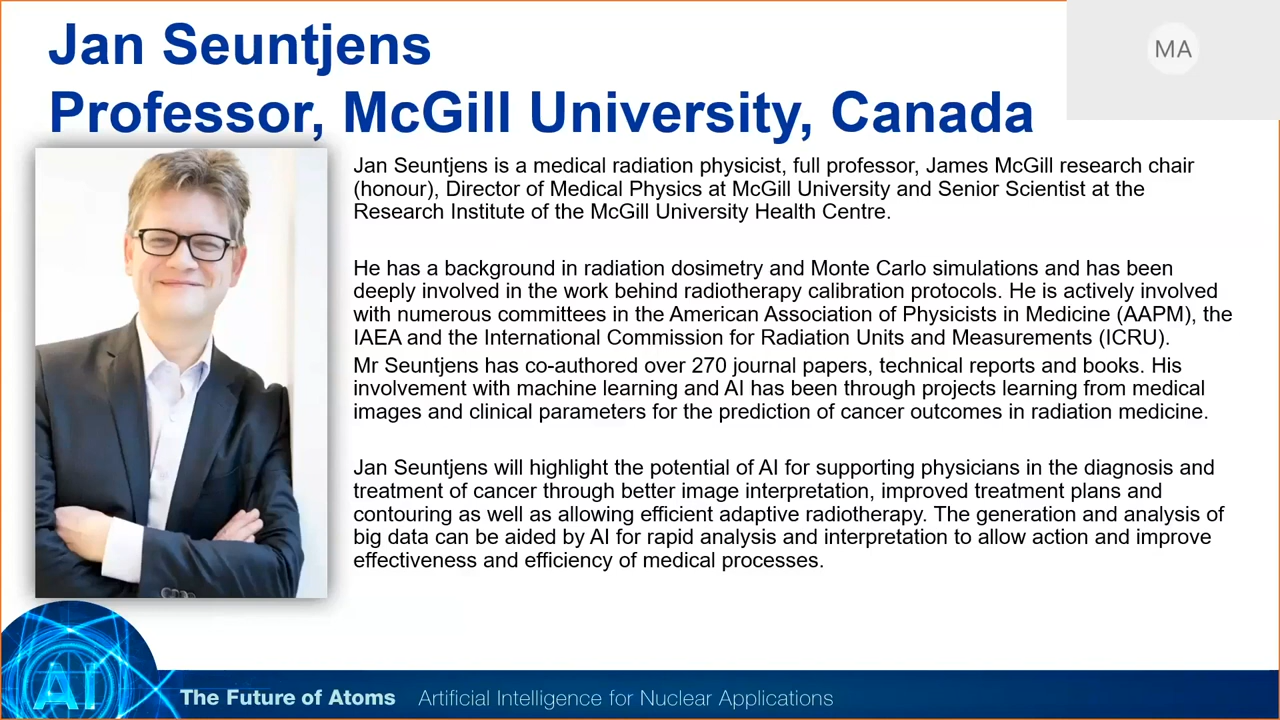 Jan Seuntjens
Professor, McGill University, Canada
MA
Jan Seuntjens is a medical radiation physicist, full professor, James McGill research chair
(honour), Director of Medical Physics at McGill University and Senior Scientist at the
Research Institute of the McGill University Health Centre.
He has a background in radiation dosimetry and Monte Carlo simulations and has been
deeply involved in the work behind radiotherapy calibration protocols. He is actively involved
with numerous committees in the American Association of Physicists in Medicine (AAPM), the
IAEA and the International Commission for Radiation Units and Measurements (ICRU).
Mr Seuntjens has co-authored over 270 journal papers, technical reports and books. His
involvement with machine learning and AI has been through projects learning from medical
images and clinical parameters for the prediction of cancer outcomes in radiation medicine.
Jan Seuntjens will highlight the potential of AI for supporting physicians in the diagnosis and
treatment of cancer through better image interpretation, improved treatment plans and
contouring as well as allowing efficient adaptive radiotherapy. The generation and analysis of
big data can be aided by AI for rapid analysis and interpretation to allow action and improve
effectiveness and efficiency of medical processes.
AI
The Future of Atoms Artificial Intelligence for Nuclear Applications